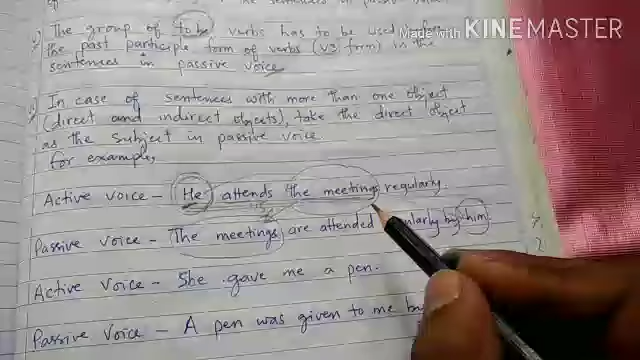 The group of to be verbs has to be used before
the past participle form of verbs (v3 form) in the
sentences in passive voice
In case of sentences with more than one object
(direct and indirect objects), take the direct object
as the subject in passive voice
for example,
Active voice - He attends the meetings regularly.
Passive voice - The meetings are attended regularly by him
Active voice - She gave me a pen.
Passive voice - A pen was given to me by
Made with KINEMASTER